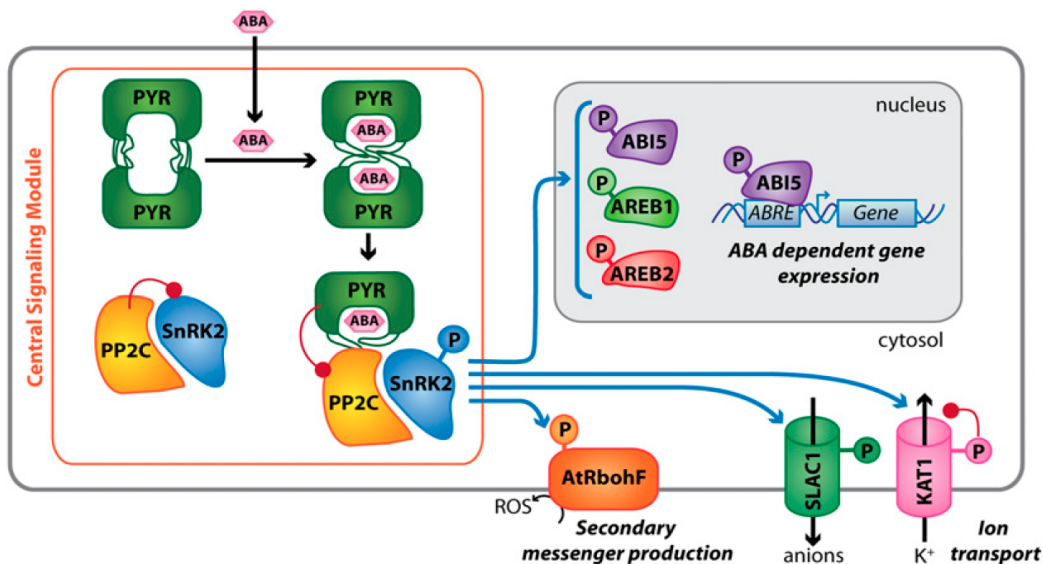 ABA
Central Signaling Module
PYR
PYR
ABA
PYR
ABA
ABA
PYR
PP2C
SnRK2
PYR
ABA
PP2C
SnRK2
P
nucleus
P
ABI5
P
AREB1
P
AREB2
P
ABI5
ABRE
Gene
ABA dependent gene
expression
cytosol
P
AtRbohF
ROS
Secondary
messenger production
SLAC1
P
anions
KAT1
P
K⁺
Ion
transport